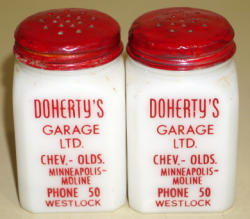 DOHERTY'S
GARAGE
LTD.
CHEV,- OLDS.
MINNEAPOLIS-
MOLINE
PHONE 50
WESTLOCK
DOHERTY'S
GARAGE
LTD.
CHEV,- OLDS.
MINNEAPOLIS-
MOLINE
PHONE 50
WESTLOCK